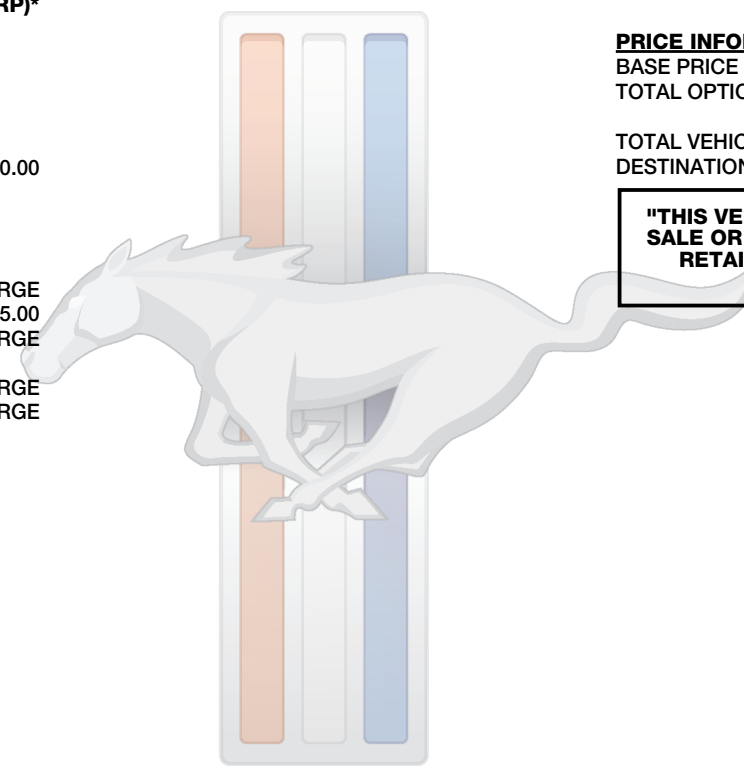 RP)*
0.00
RGE
5.00
RGE
RGE
RGE
PRICE INFO
BASE PRICE
TOTAL OPTIO
TOTAL VEHIC
DESTINATION
"THIS VE
SALE OR
RETAI